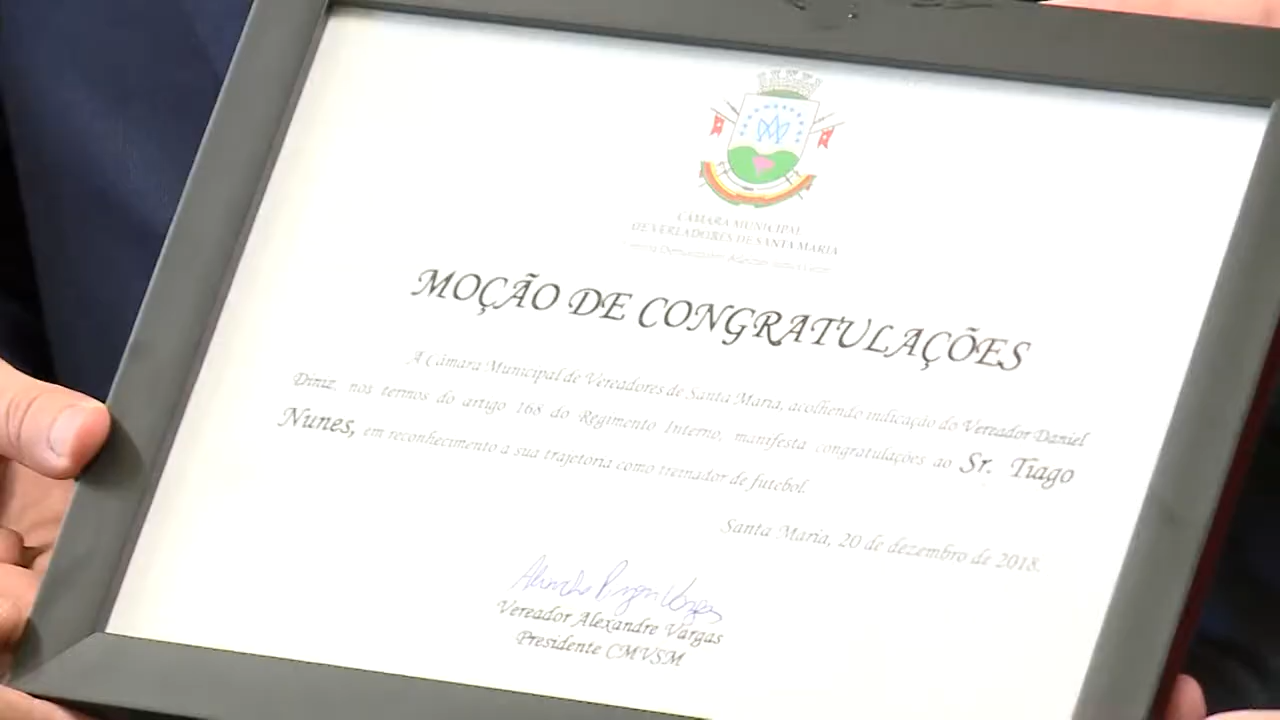 CÂMARA MUNICIPAL
DE VEREADORES DE SANTA MARIA
MOÇÃO DE CONGRATULAÇÕES
A Câmara Municipal de Vereadores de Santa Maria, acolhendo indicação do Vereador Daniel
Diniz, nos termos do artigo 168 do Regimento Interno, manifesta congratulações ao Sr. Tiago
Nunes, em reconhecimento a sua trajetória como treinador de futebol.
Santa Maria, 20 de dezembro de 2018.
Vereador Alexandre Vargas
Presidente CMVSM